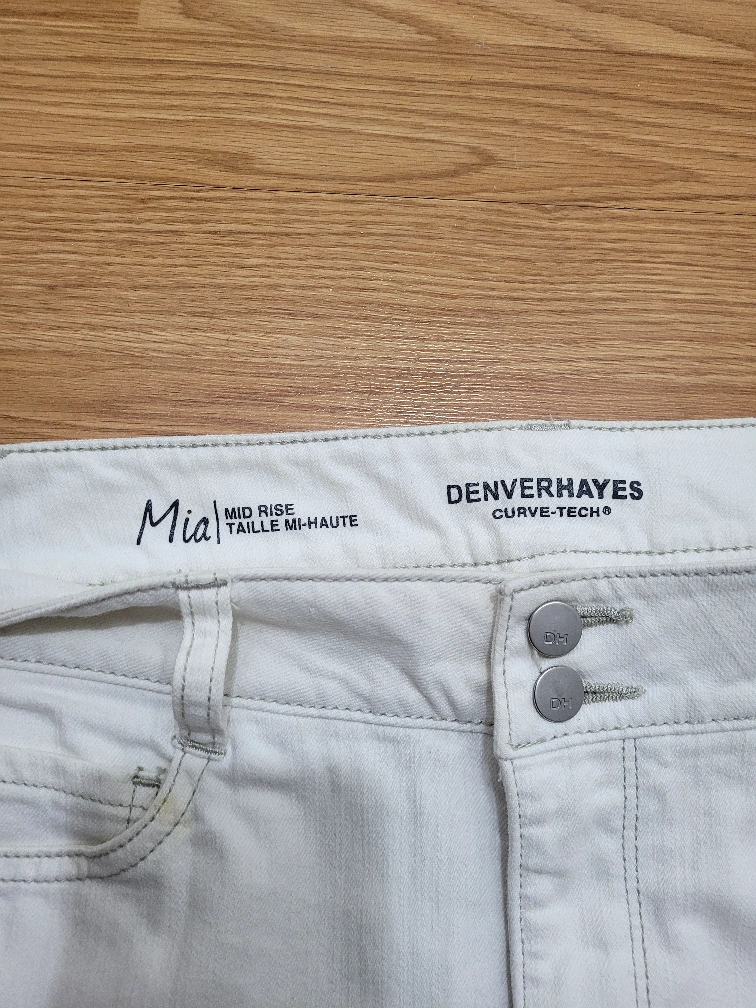 Mia
MID RISE
TAILLE MI-HAUTE
DENVERHAYES
CURVE-TECH®
DH
DH